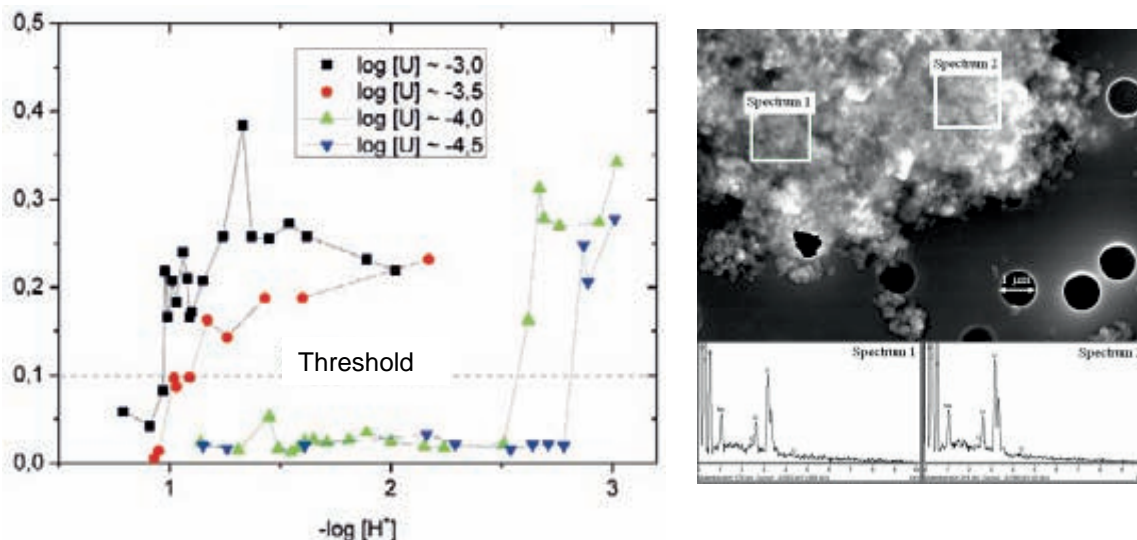 0,5
0,4
0,3
0,2
0,1
0,0
log [U] ~ -3,0
log [U] ~ -3,5
log [U] ~ -4,0
log [U] ~ -4,5
Threshold
1
2
3
-log [H⁺]
Spectrum 1
Spectrum 2
1 µm
Spectrum 1
Spectrum